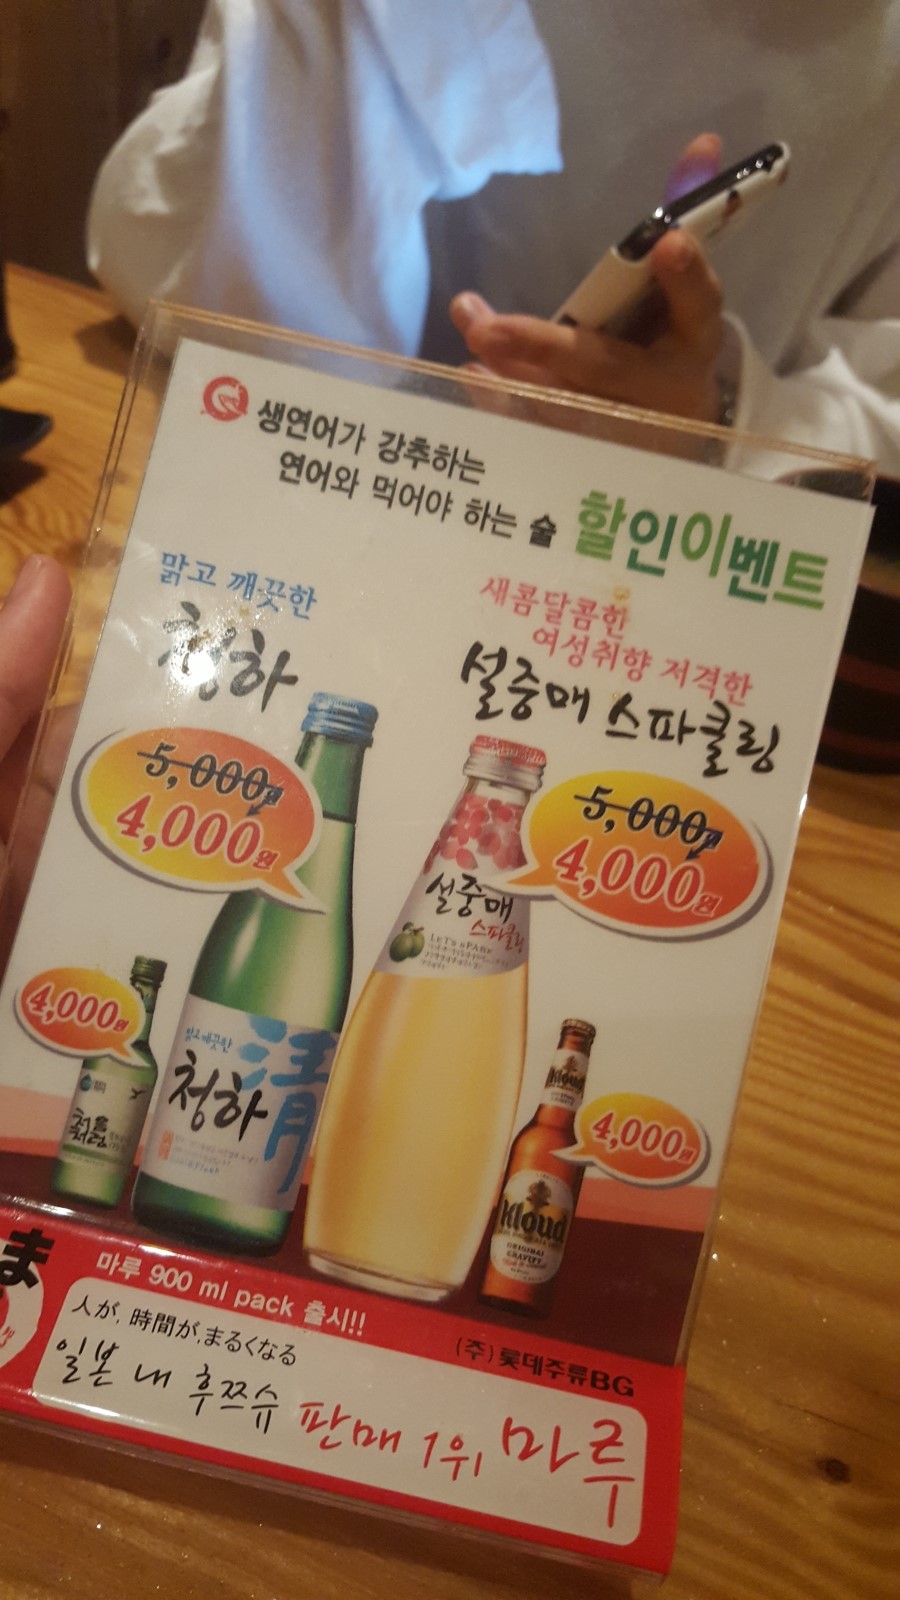 생연어가 강추하는
연어와 먹어야 하는 술 할인이벤트
맑고 깨끗한
청하
새콤달콤한
여성취향 저격한
설중매 스파클링
5,000원
4,000원
5,000원
4,000원
설중매
스파클링
4,000원
맑고 깨끗한
청하
清
처음
처럼
Kloud
4,000원
Kloud
ORIGINAL
GRAVITY
ま
마루 900 ml pack 출시!!
人が, 時間が,まるくなる
(주)롯데주류BG
일본 내 후쯔슈 판매 1위 마루